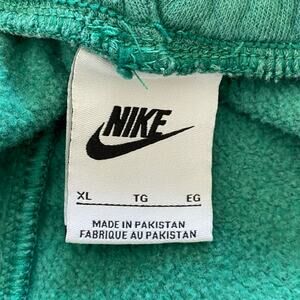 NIKE
XL TG EG
MADE IN PAKISTAN
FABRIQUE AU PAKISTAN